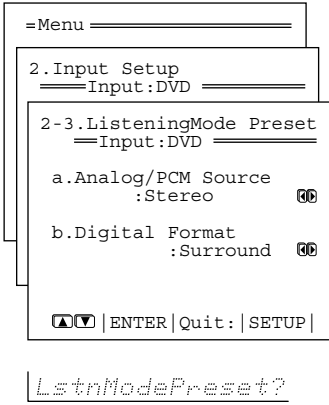 =Menu
2.Input Setup
Input:DVD
2-3.ListeningMode Preset
Input:DVD
a.Analog/PCM Source
:Stereo
b.Digital Format
:Surround
|ENTER|Quit:|SETUP|
LstnModePreset?